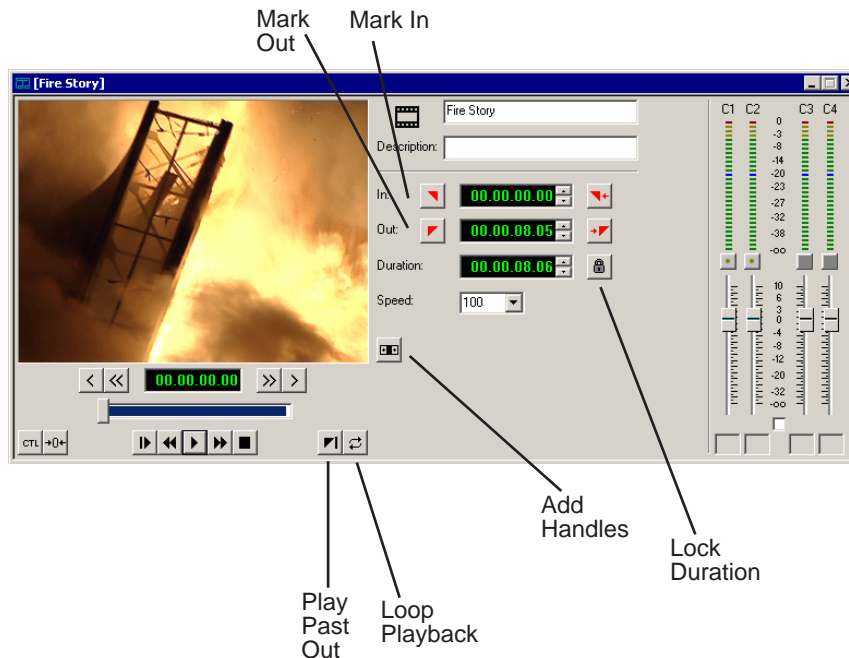 Mark
Out
Mark In
[Fire Story]
Fire Story
Description:
In:
00.00.00.00
Out:
00.00.08.05
Duration:
00.00.08.06
Speed:
100
< << 00.00.00.00 >> >
CTL →0←
C1 C2 C3 C4
0
-3
-8
-14
-20
-23
-27
-32
-38
-oo
10
6
3
0
-4
-8
-12
-20
-32
-oo
Add
Handles
Lock
Duration
Play
Past
Out
Loop
Playback